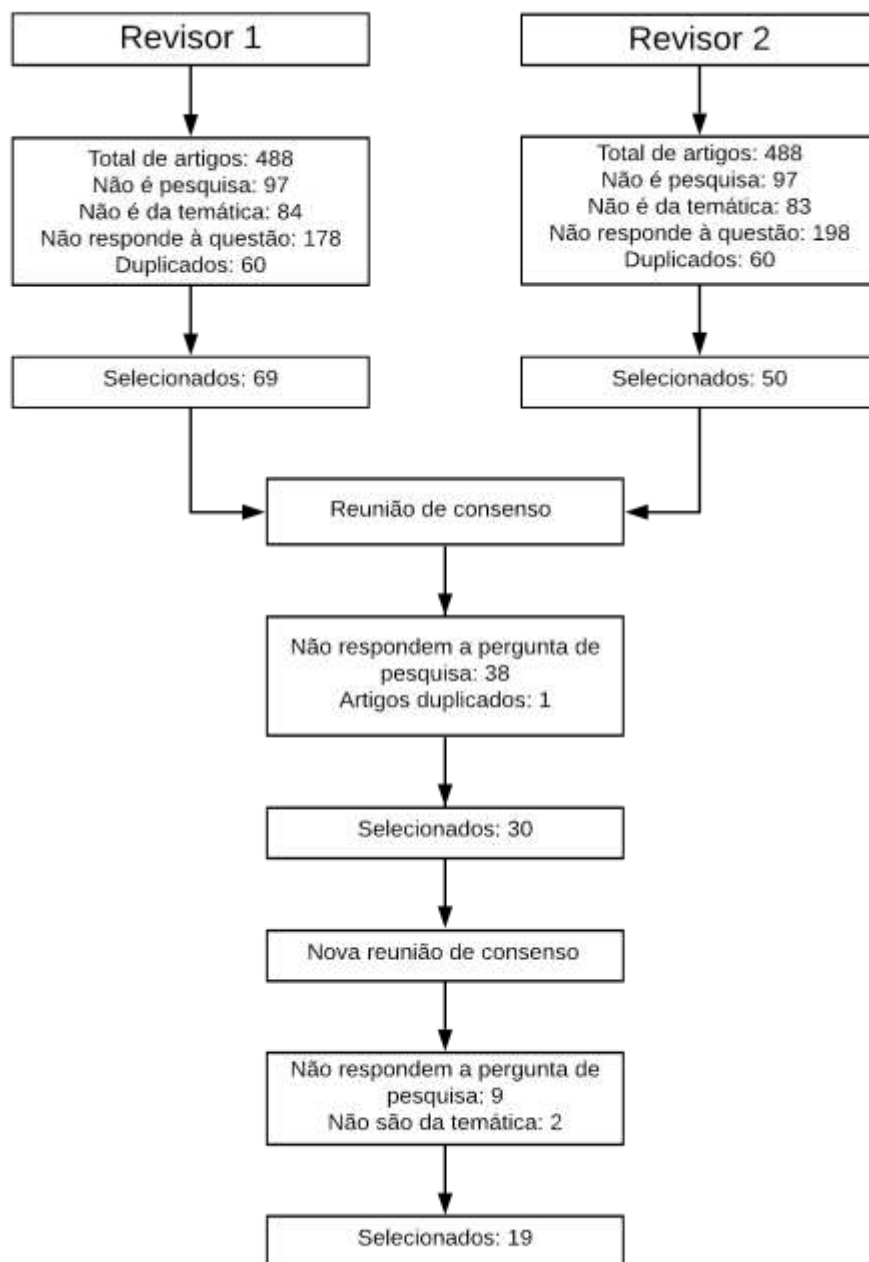 Revisor 1
Revisor 2
Total de artigos: 488
Não é pesquisa: 97
Não é da temática: 84
Não responde à questão: 178
Duplicados: 60
Total de artigos: 488
Não é pesquisa: 97
Não é da temática: 83
Não responde à questão: 198
Duplicados: 60
Selecionados: 69
Selecionados: 50
Reunião de consenso
Não respondem a pergunta de
pesquisa: 38
Artigos duplicados: 1
Selecionados: 30
Nova reunião de consenso
Não respondem a pergunta de
pesquisa: 9
Não são da temática: 2
Selecionados: 19